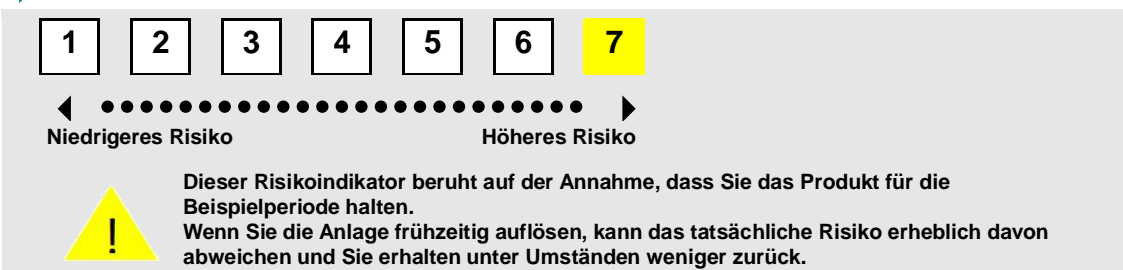 1 2 3 4 5 6 7
Niedrigeres Risiko Höheres Risiko
Dieser Risikoindikator beruht auf der Annahme, dass Sie das Produkt für die
Beispielperiode halten.
!
Wenn Sie die Anlage frühzeitig auflösen, kann das tatsächliche Risiko erheblich davon
abweichen und Sie erhalten unter Umständen weniger zurück.